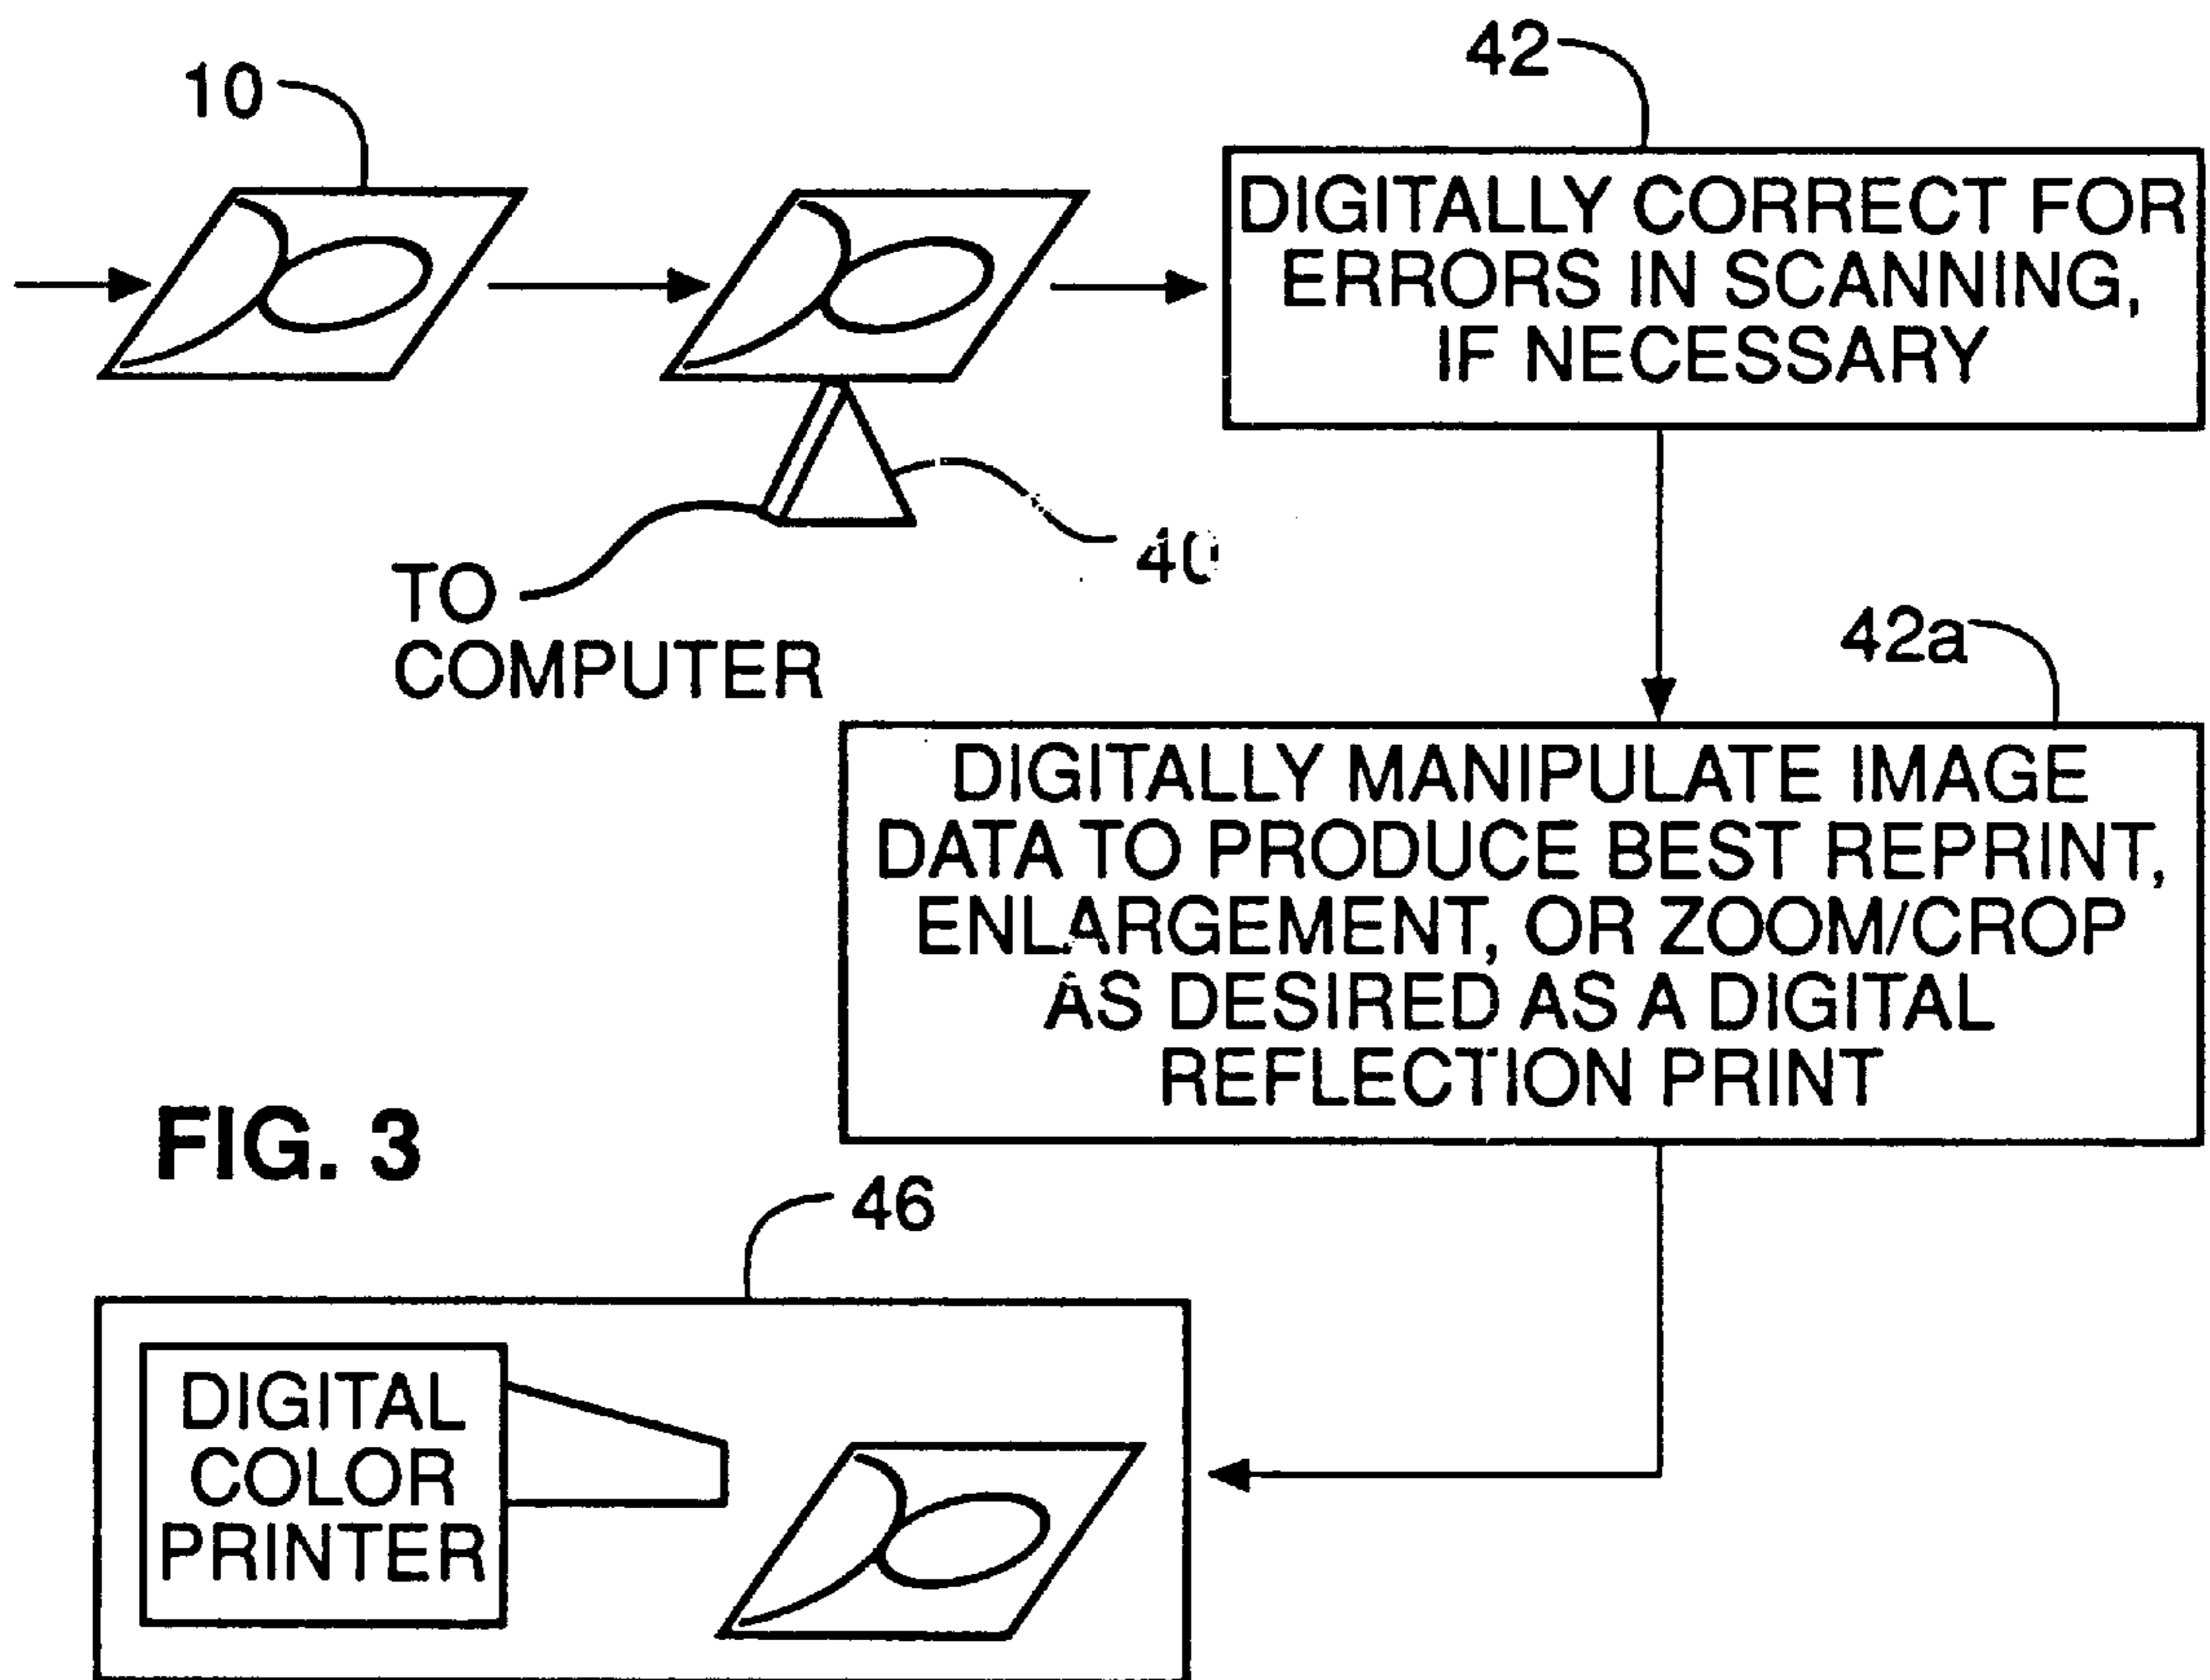 10
42
DIGITALLY CORRECT FOR
ERRORS IN SCANNING,
IF NECESSARY
40
TO
COMPUTER
42a
DIGITALLY MANIPULATE IMAGE
DATA TO PRODUCE BEST REPRINT,
ENLARGEMENT, OR ZOOM/CROP
AS DESIRED AS A DIGITAL
REFLECTION PRINT
FIG. 3
46
DIGITAL
COLOR
PRINTER